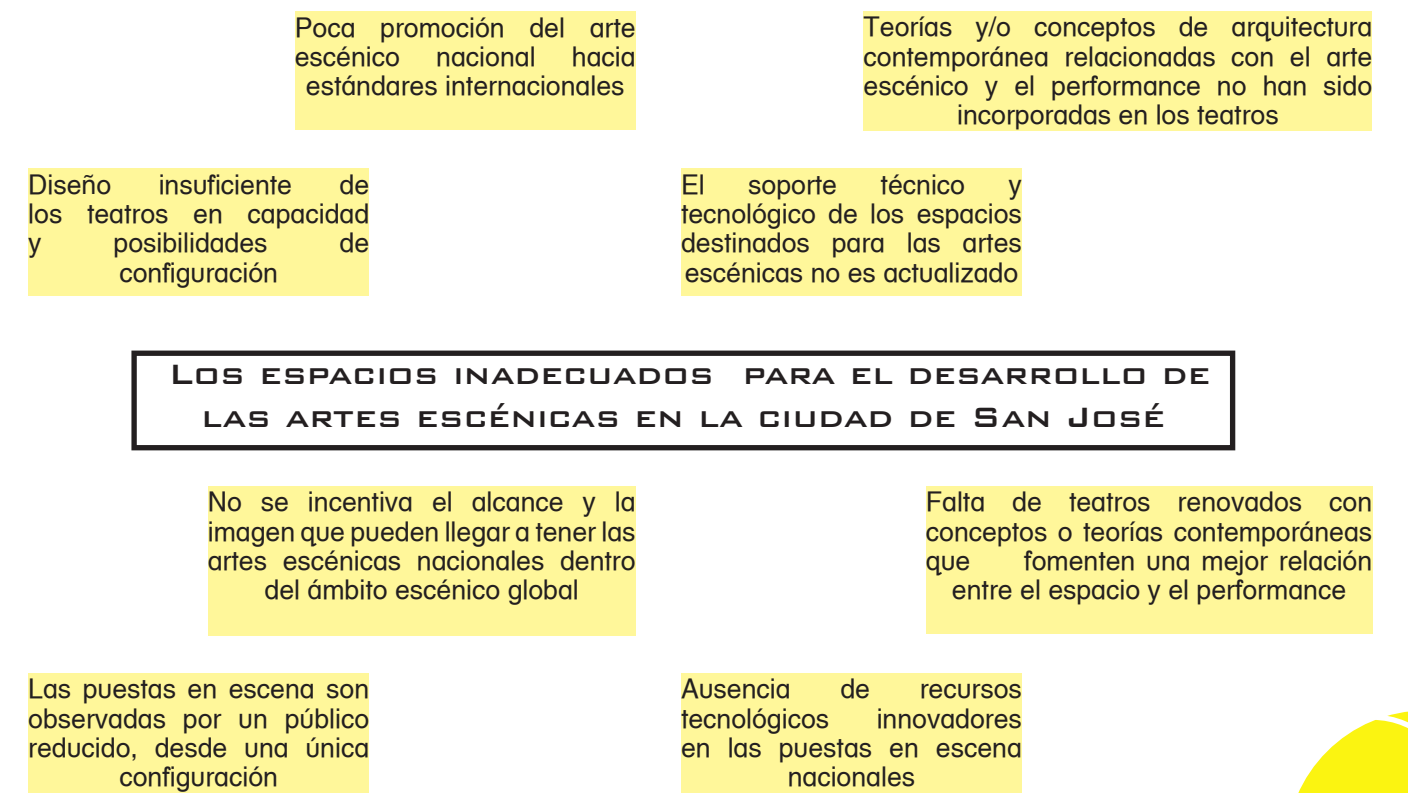 Poca promoción del arte
escénico nacional hacia
estándares internacionales
Teorías y/o conceptos de arquitectura
contemporánea relacionadas con el arte
escénico y el performance no han sido
incorporadas en los teatros
Diseño insuficiente de
los teatros en capacidad
y posibilidades de
configuración
El soporte técnico y
tecnológico de los espacios
destinados para las artes
escénicas no es actualizado
Los espacios inadecuados para el desarrollo de
las artes escénicas en la ciudad de San José
No se incentiva el alcance y la
imagen que pueden llegar a tener las
artes escénicas nacionales dentro
del ámbito escénico global
Falta de teatros renovados con
conceptos o teorías contemporáneas
que fomenten una mejor relación
entre el espacio y el performance
Las puestas en escena son
observadas por un público
reducido, desde una única
configuración
Ausencia de recursos
tecnológicos innovadores
en las puestas en escena
nacionales